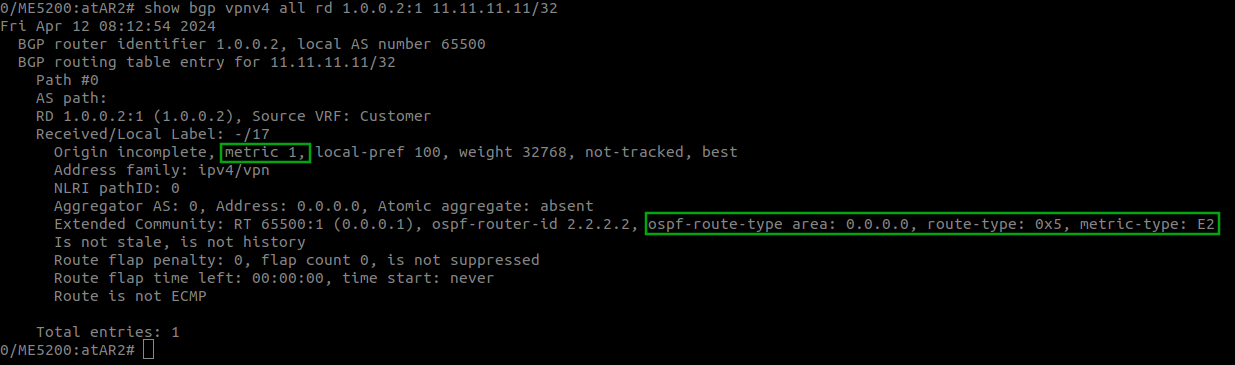 0/ME5200:atAR2# show bgp vpnv4 all rd 1.0.0.2:1 11.11.11.11/32
Fri Apr 12 08:12:54 2024
BGP router identifier 1.0.0.2, local AS number 65500
BGP routing table entry for 11.11.11.11/32
Path #0
AS path:
RD 1.0.0.2:1 (1.0.0.2), Source VRF: Customer
Received/Local Label: -/17
Origin incomplete, metric 1, local-pref 100, weight 32768, not-tracked, best
Address family: ipv4/vpn
NLRI pathID: 0
Aggregator AS: 0, Address: 0.0.0.0, Atomic aggregate: absent
Extended Community: RT 65500:1 (0.0.0.1), ospf-router-id 2.2.2.2, ospf-route-type area: 0.0.0.0, route-type: 0x5, metric-type: E2
Is not stale, is not history
Route flap penalty: 0, flap count 0, is not suppressed
Route flap time left: 00:00:00, time start: never
Route is not ECMP
Total entries: 1
0/ME5200:atAR2#